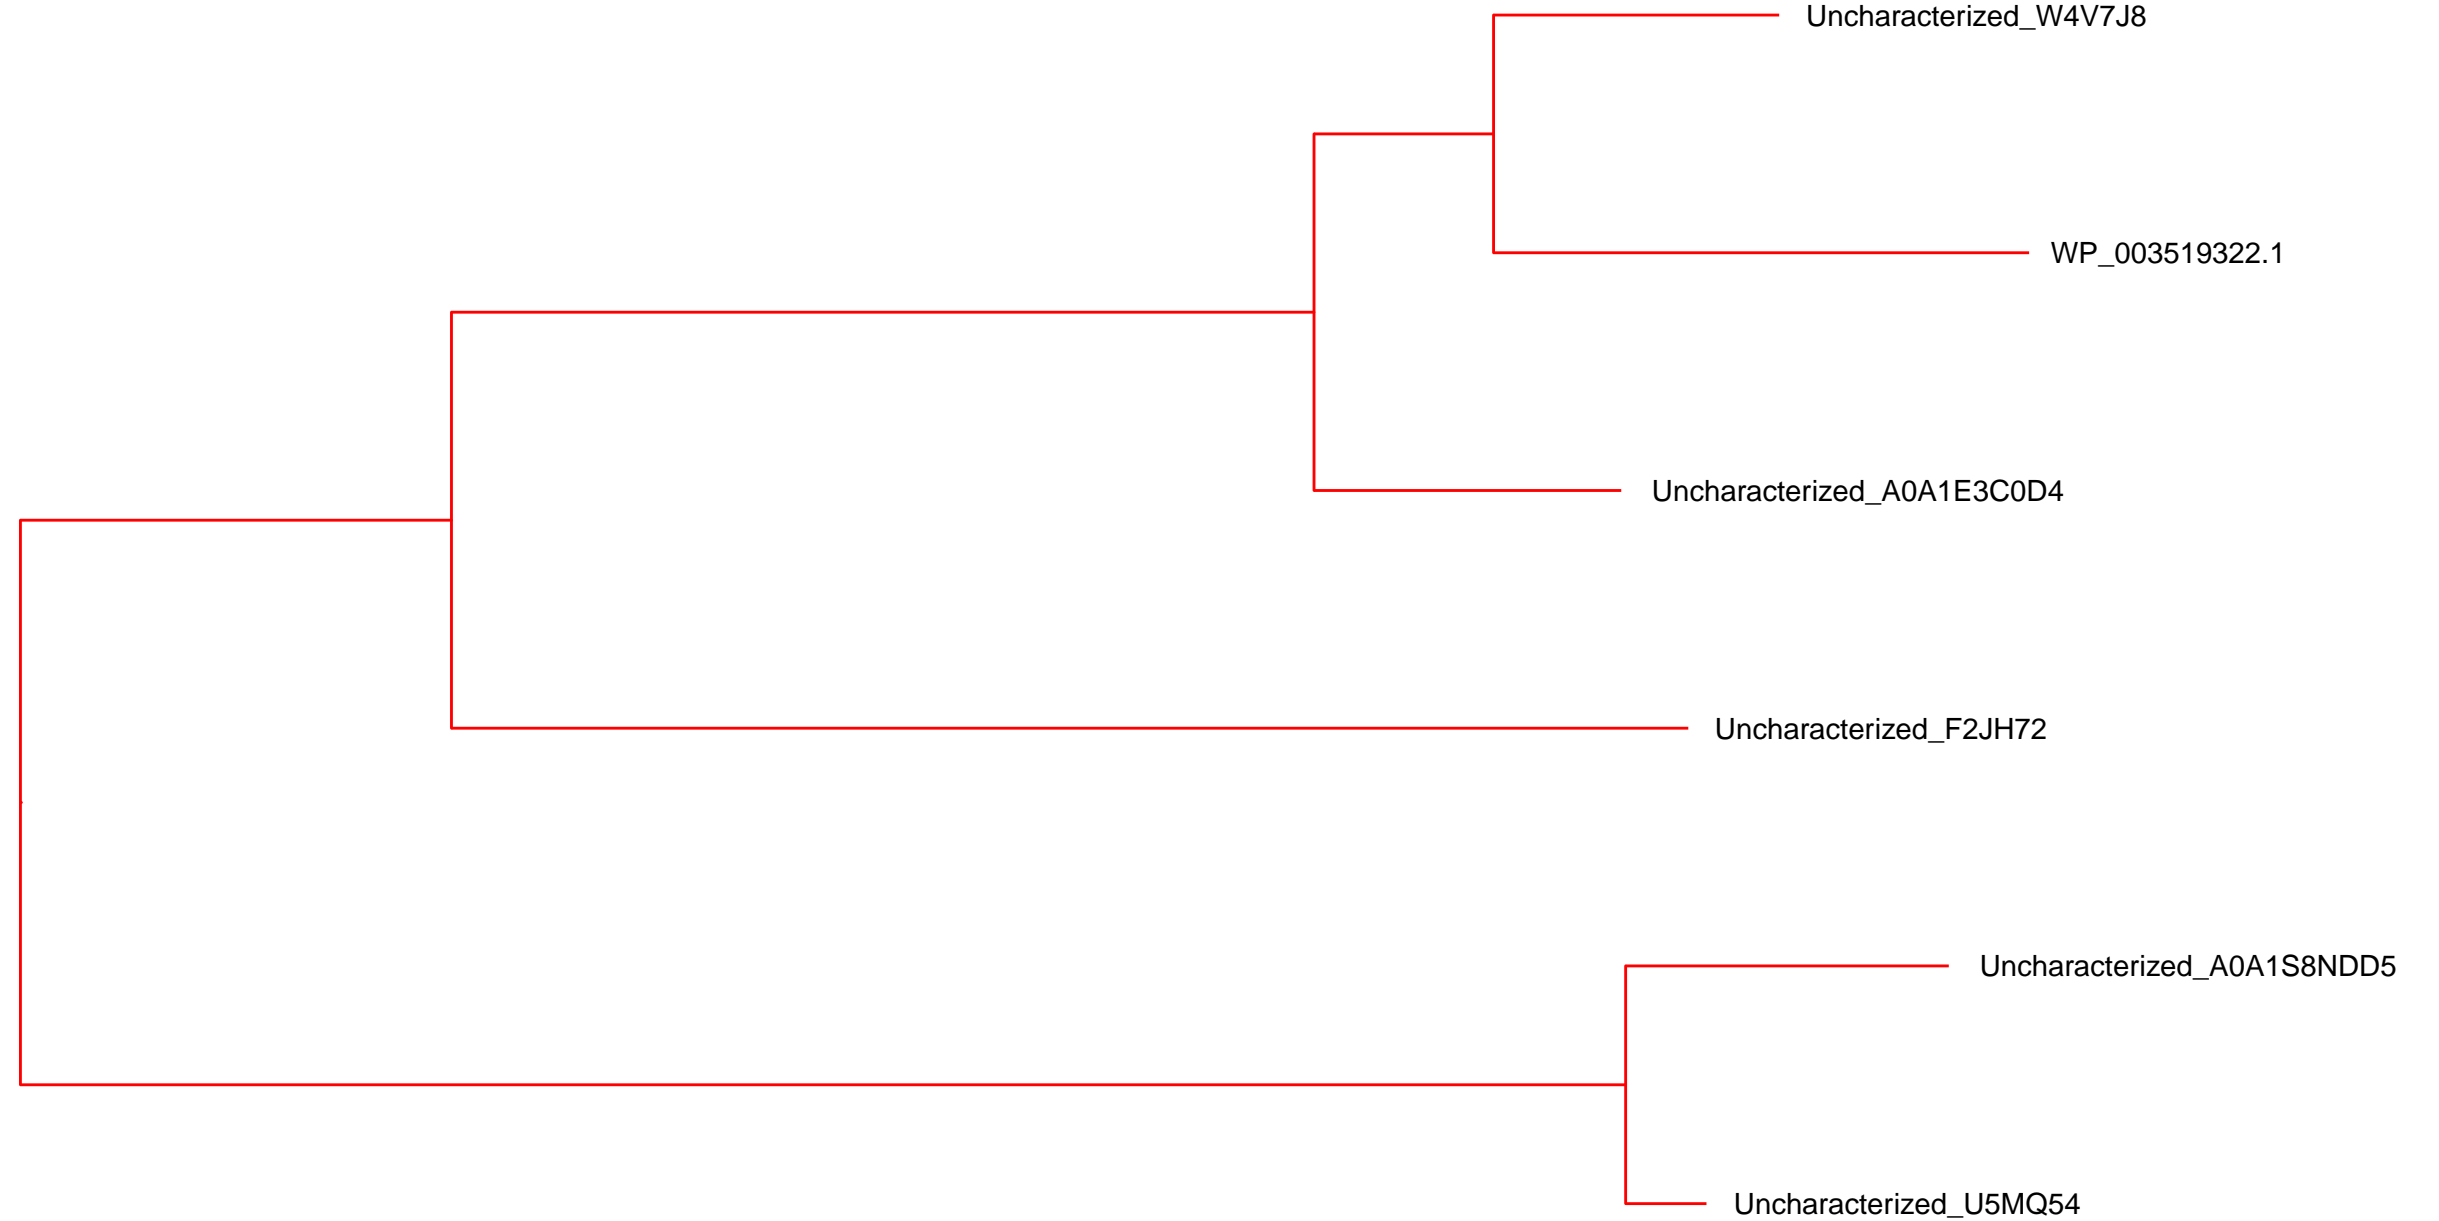 Uncharacterized_W4V7J8
WP_003519322.1
Uncharacterized_A0A1E3C0D4
Uncharacterized_F2JH72
Uncharacterized_A0A1S8NDD5
Uncharacterized_U5MQ54